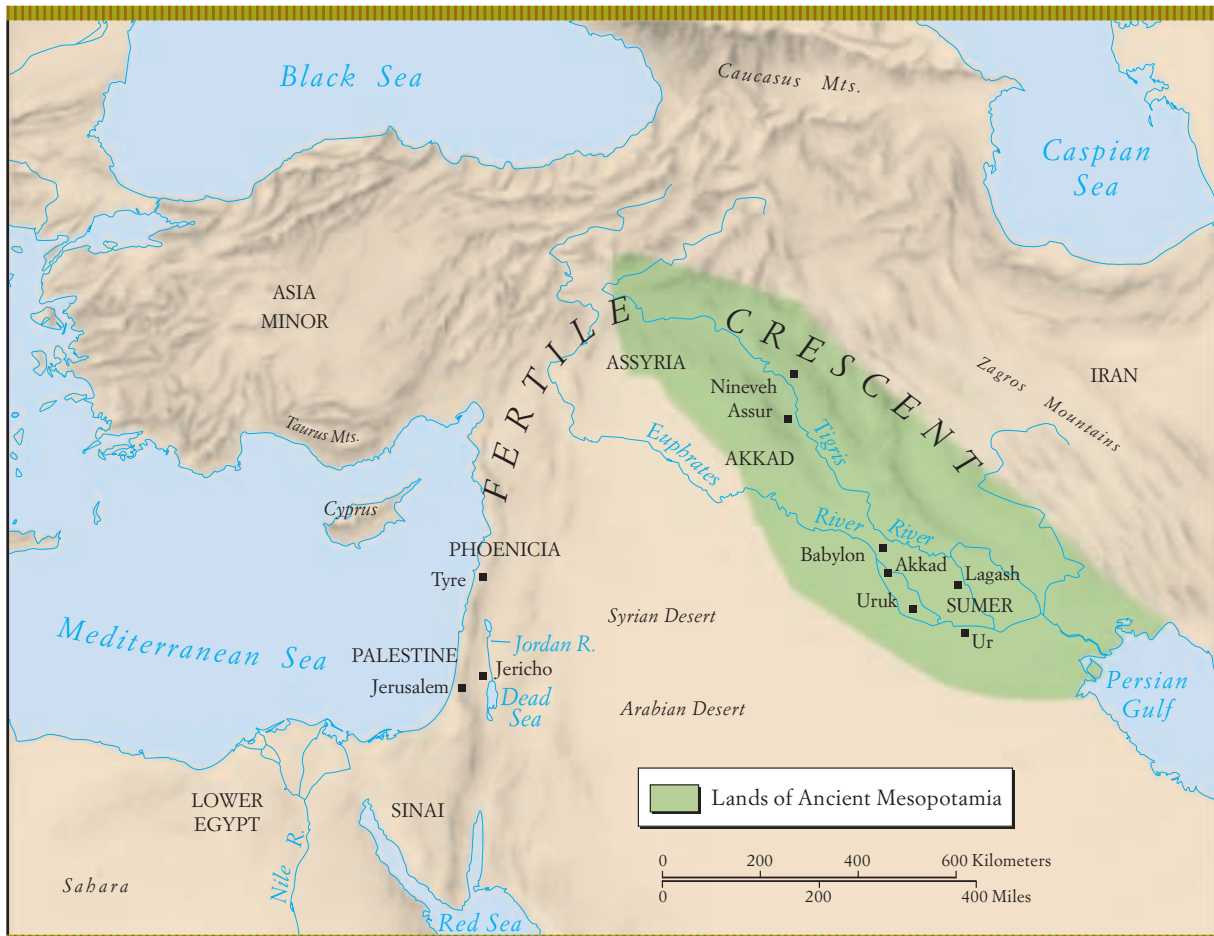 Black Sea
Caucasus Mts.
Caspian
Sea
ASIA
MINOR
FERTILE CRESCENT
ASSYRIA
Nineveh
Assur
Zagros Mountains
IRAN
Taurus Mts.
Euphrates River
Tigris River
AKKAD
Cyprus
PHOENICIA
Tyre
Babylon
Akkad
Lagash
Uruk
SUMER
Ur
Syrian Desert
Mediterranean Sea
PALESTINE
Jordan R.
Jericho
Jerusalem
Dead
Sea
Arabian Desert
Persian
Gulf
LOWER
EGYPT
SINAI
Nile R.
Sahara
Red Sea
Lands of Ancient Mesopotamia
0 200 400 600 Kilometers
0 200 400 Miles